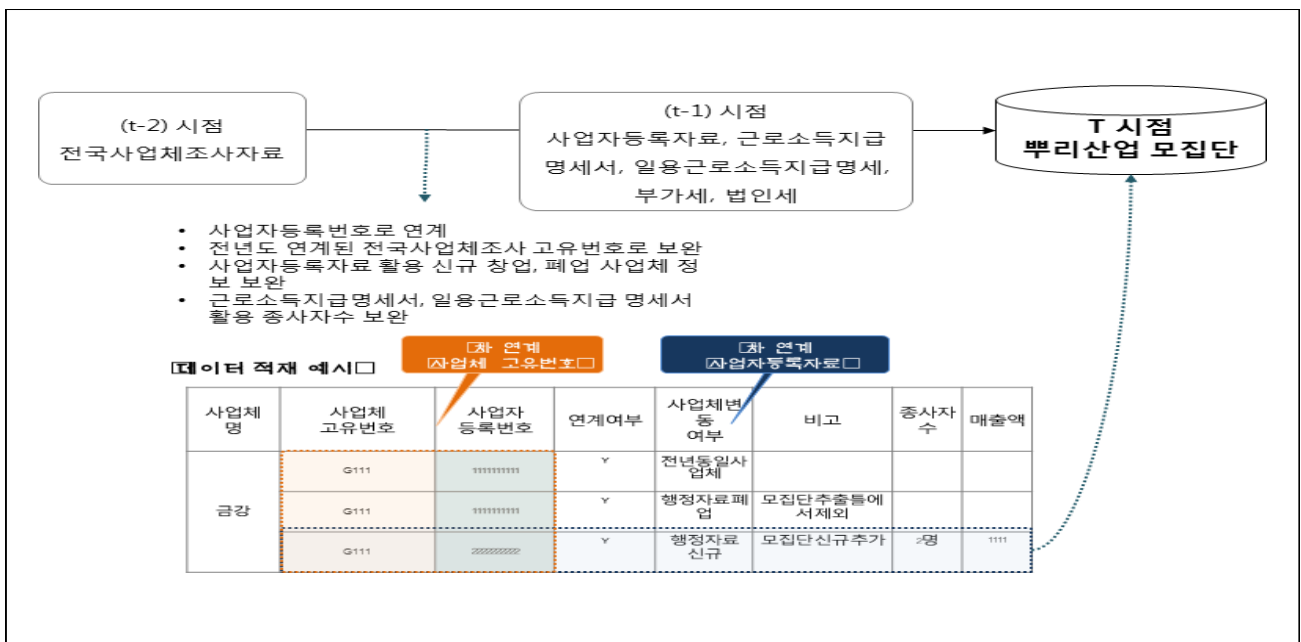 (t-2) 시점
전국사업체조사자료
(t-1) 시점
사업자등록자료, 근로소득지급
명세서, 일용근로소득지급명세,
부가세, 법인세
T 시점
뿌리산업 모집단
• 사업자등록번호로 연계
• 전년도 연계된 전국사업체조사 고유번호로 보완
• 사업자등록자료 활용 신규 창업, 폐업 사업체 정
보 보완
• 근로소득지급명세서, 일용근로소득지급 명세서
활용 종사자수 보완
□차 연계
□사업체 고유번호□
□차 연계
□사업자등록자료□
□데이터 적재 예시□
사업체
명
사업체
고유번호
사업자
등록번호
연계여부
사업체변
동
여부
비고
종사자
수
매출액
금강
G111 1111111111 Y 전년동일사
업체
G111 1111111111 Y 행정자료폐
업
모집단추출틀에
서제외
G111 2222222222 Y 행정자료
신규
모집단신규추가 2명 1111